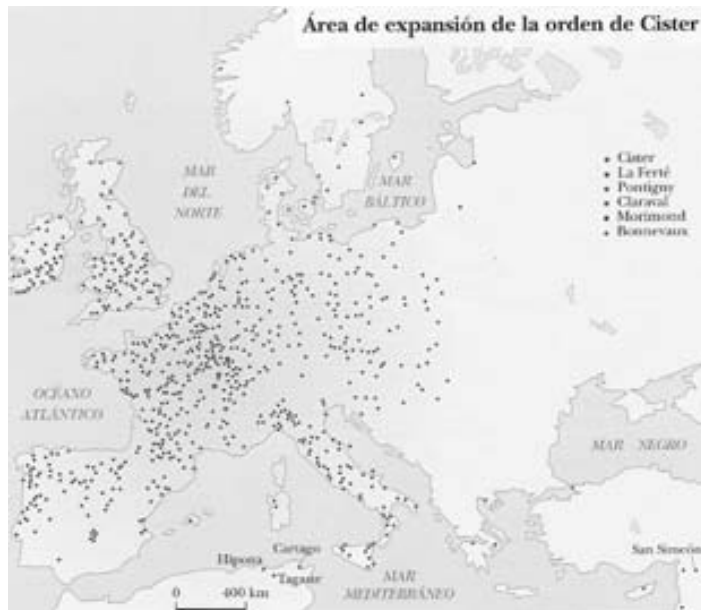 Área de expansión de la orden de Cister
MAR
DEL
NORTE
MAR
BÁLTICO
Cister
La Ferté
Pontigny
Claraval
Morimond
Bonnevaux
OCÉANO
ATLÁNTICO
MAR NEGRO
Hipona
Cartago
Tagaste
San Simeón
MAR
MEDITERRÁNEO
0 400 km